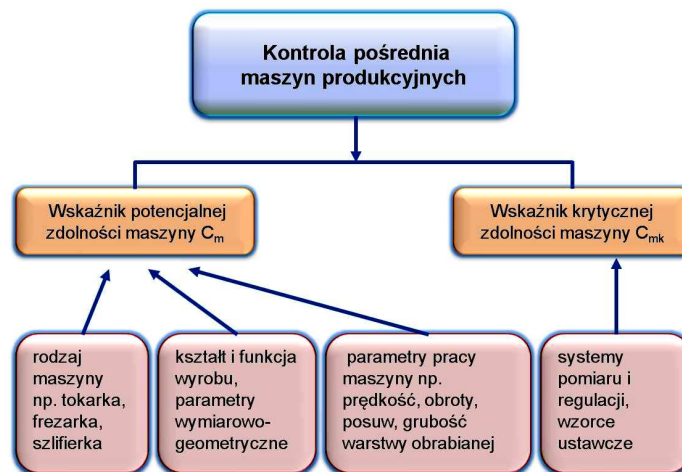 Kontrola pośrednia
maszyn produkcyjnych
Wskaźnik potencjalnej
zdolności maszyny Cm
Wskaźnik krytycznej
zdolności maszyny Cmk
rodzaj
maszyny
np. tokarka,
frezarka,
szlifierka
kształt i funkcja
wyrobu,
parametry
wymiarowo-
geometryczne
parametry pracy
maszyny np.
prędkość, obroty,
posuw, grubość
warstwy obrabianej
systemy
pomiaru i
regulacji,
wzorce
ustawcze